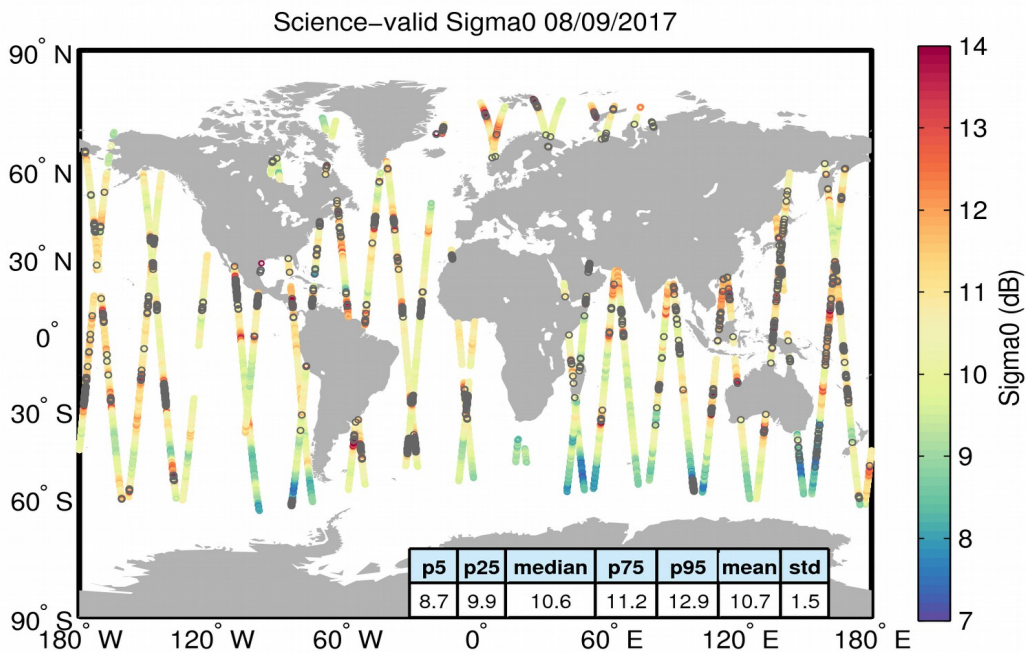 Science−valid Sigma0 08/09/2017
90° N
60° N
30° N
0°
30° S
60° S
90° S
180° W 120° W 60° W 0° 60° E 120° E 180° E
p5 p25 median p75 p95 mean std
8.7 9.9 10.6 11.2 12.9 10.7 1.5
14
13
12
11
10
9
8
7
Sigma0 (dB)